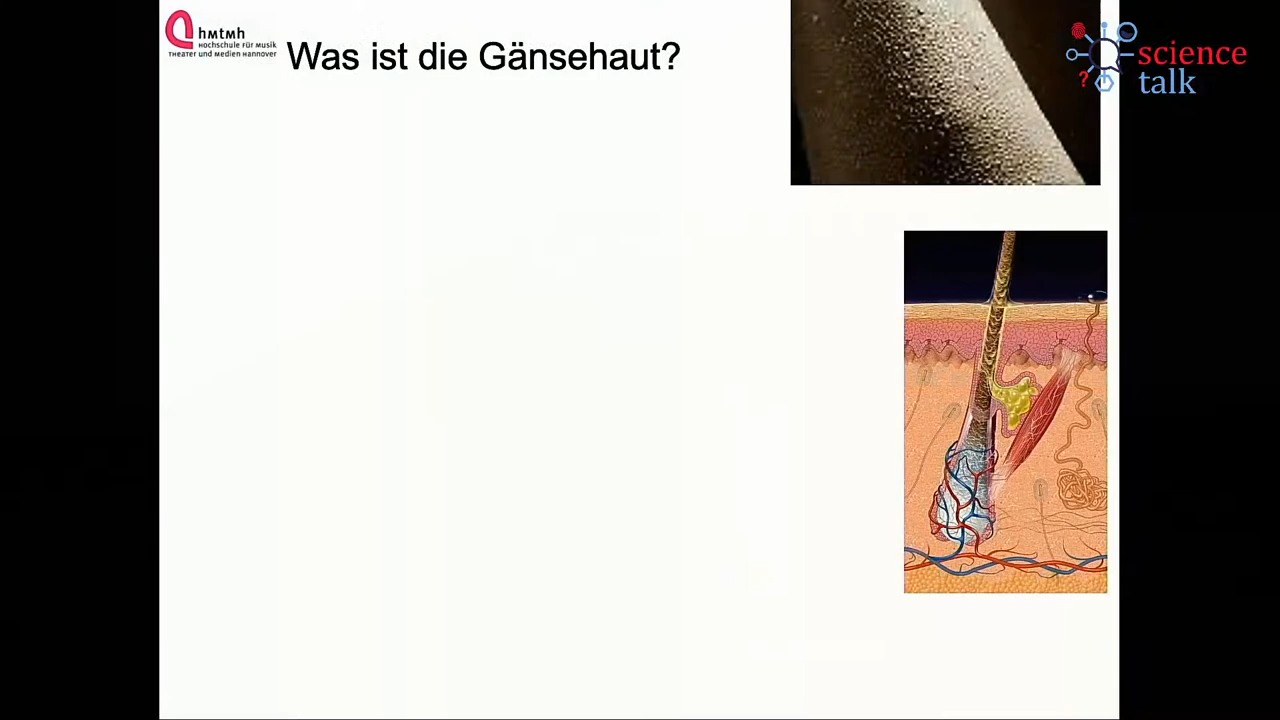 hmtmh
Hochschule für Musik
Theater und Medien Hannover
Was ist die Gänsehaut?
science
talk